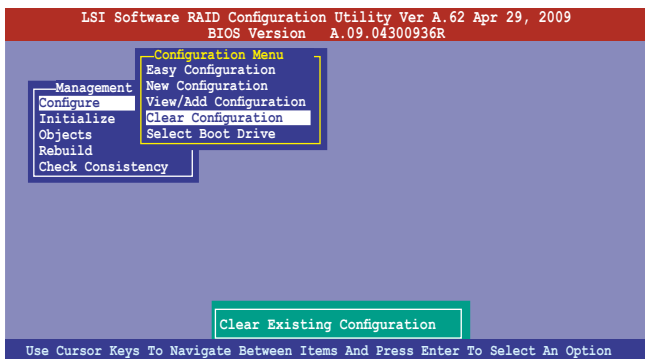 LSI Software RAID Configuration Utility Ver A.62 Apr 29, 2009
BIOS Version A.09.04300936R
Configuration Menu
Easy Configuration
New Configuration
View/Add Configuration
Clear Configuration
Select Boot Drive
Management
Configure
Initialize
Objects
Rebuild
Check Consistency
Clear Existing Configuration
Use Cursor Keys To Navigate Between Items And Press Enter To Select An Option